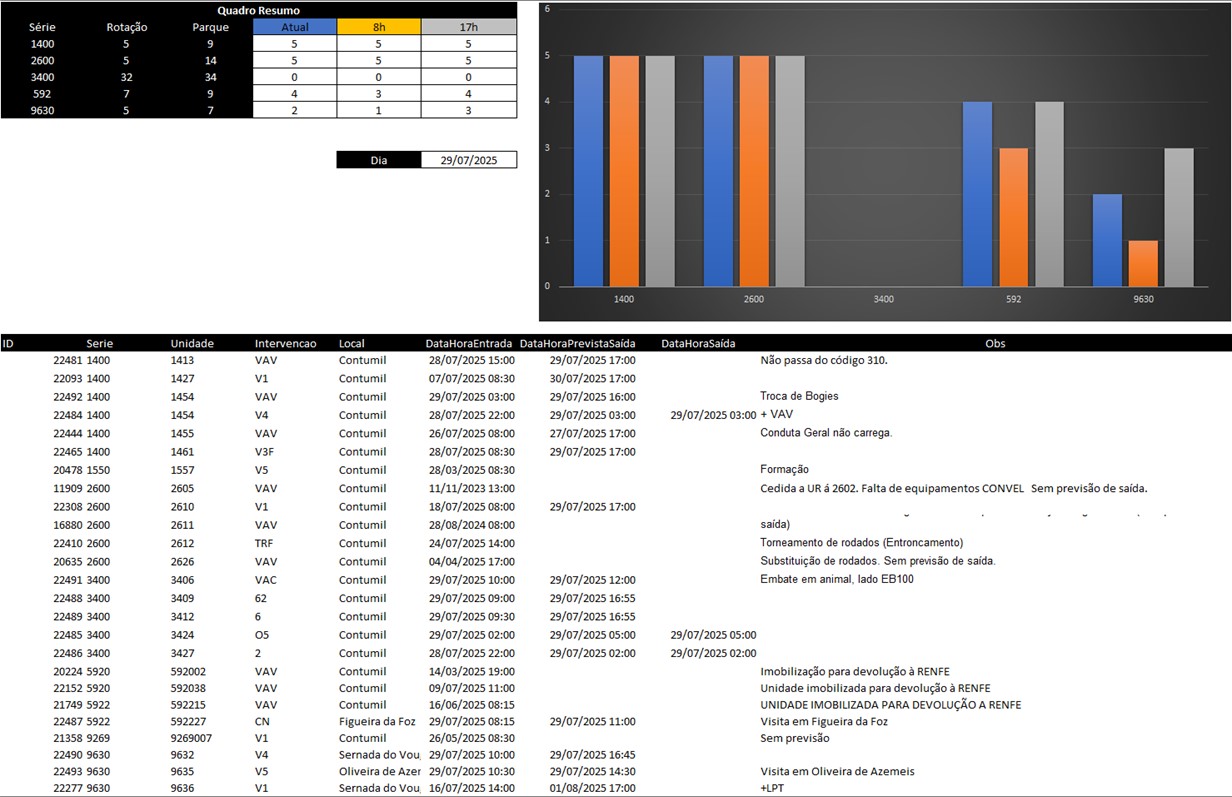 Quadro Resumo
Série Rotação Parque Atual 8h 17h
1400 5 9 5 5 5
2600 5 14 5 5 5
3400 32 34 0 0 0
592 7 9 4 3 4
9630 5 7 2 1 3
Dia 29/07/2025
6
5
4
3
2
1
0
1400 2600 3400 592 9630
ID Serie Unidade Intervencao Local DataHoraEntrada DataHoraPrevistaSaída DataHoraSaída Obs
22481 1400 1413 VAV Contumil 28/07/2025 15:00 29/07/2025 17:00 Não passa do código 310.
22093 1400 1427 V1 Contumil 07/07/2025 08:30 30/07/2025 17:00
22492 1400 1454 VAV Contumil 29/07/2025 03:00 29/07/2025 16:00 Troca de Bogies
22484 1400 1454 V4 Contumil 28/07/2025 22:00 29/07/2025 03:00 29/07/2025 03:00 + VAV
22444 1400 1455 VAV Contumil 26/07/2025 08:00 27/07/2025 17:00 Conduta Geral não carrega.
22465 1400 1461 V3F Contumil 28/07/2025 08:30 29/07/2025 17:00
20478 1550 1557 V5 Contumil 28/03/2025 08:30 Formação
11909 2600 2605 VAV Contumil 11/11/2023 13:00 Cedida a UR á 2602. Falta de equipamentos CONVEL Sem previsão de saída.
22308 2600 2610 V1 Contumil 18/07/2025 08:00 29/07/2025 17:00
16880 2600 2611 VAV Contumil 28/08/2024 08:00 saída)
22410 2600 2612 TRF Contumil 24/07/2025 14:00 Torneamento de rodados (Entroncamento)
20635 2600 2626 VAV Contumil 04/04/2025 17:00 Substituição de rodados. Sem previsão de saída.
22491 3400 3406 VAC Contumil 29/07/2025 10:00 29/07/2025 12:00 Embate em animal, lado EB100
22488 3400 3409 62 Contumil 29/07/2025 09:00 29/07/2025 16:55
22489 3400 3412 6 Contumil 29/07/2025 09:30 29/07/2025 16:55
22485 3400 3424 O5 Contumil 29/07/2025 02:00 29/07/2025 05:00 29/07/2025 05:00
22486 3400 3427 2 Contumil 28/07/2025 22:00 29/07/2025 02:00 29/07/2025 02:00
20224 5920 592002 VAV Contumil 14/03/2025 19:00 Imobilização para devolução à RENFE
22152 5920 592038 VAV Contumil 09/07/2025 11:00 Unidade imobilizada para devolução à RENFE
21749 5922 592215 VAV Contumil 16/06/2025 08:15 UNIDADE IMOBILIZADA PARA DEVOLUÇÃO A RENFE
22487 5922 592227 CN Figueira da Foz 29/07/2025 08:15 29/07/2025 11:00 Visita em Figueira da Foz
21358 9269 9269007 V1 Contumil 26/05/2025 08:30 Sem previsão
22490 9630 9632 V4 Sernada do Vou 29/07/2025 10:00 29/07/2025 16:45
22493 9630 9635 V5 Oliveira de Azer 29/07/2025 10:30 29/07/2025 14:30 Visita em Oliveira de Azemeis
22277 9630 9636 V1 Sernada do Vou 16/07/2025 14:00 01/08/2025 17:00 +LPT